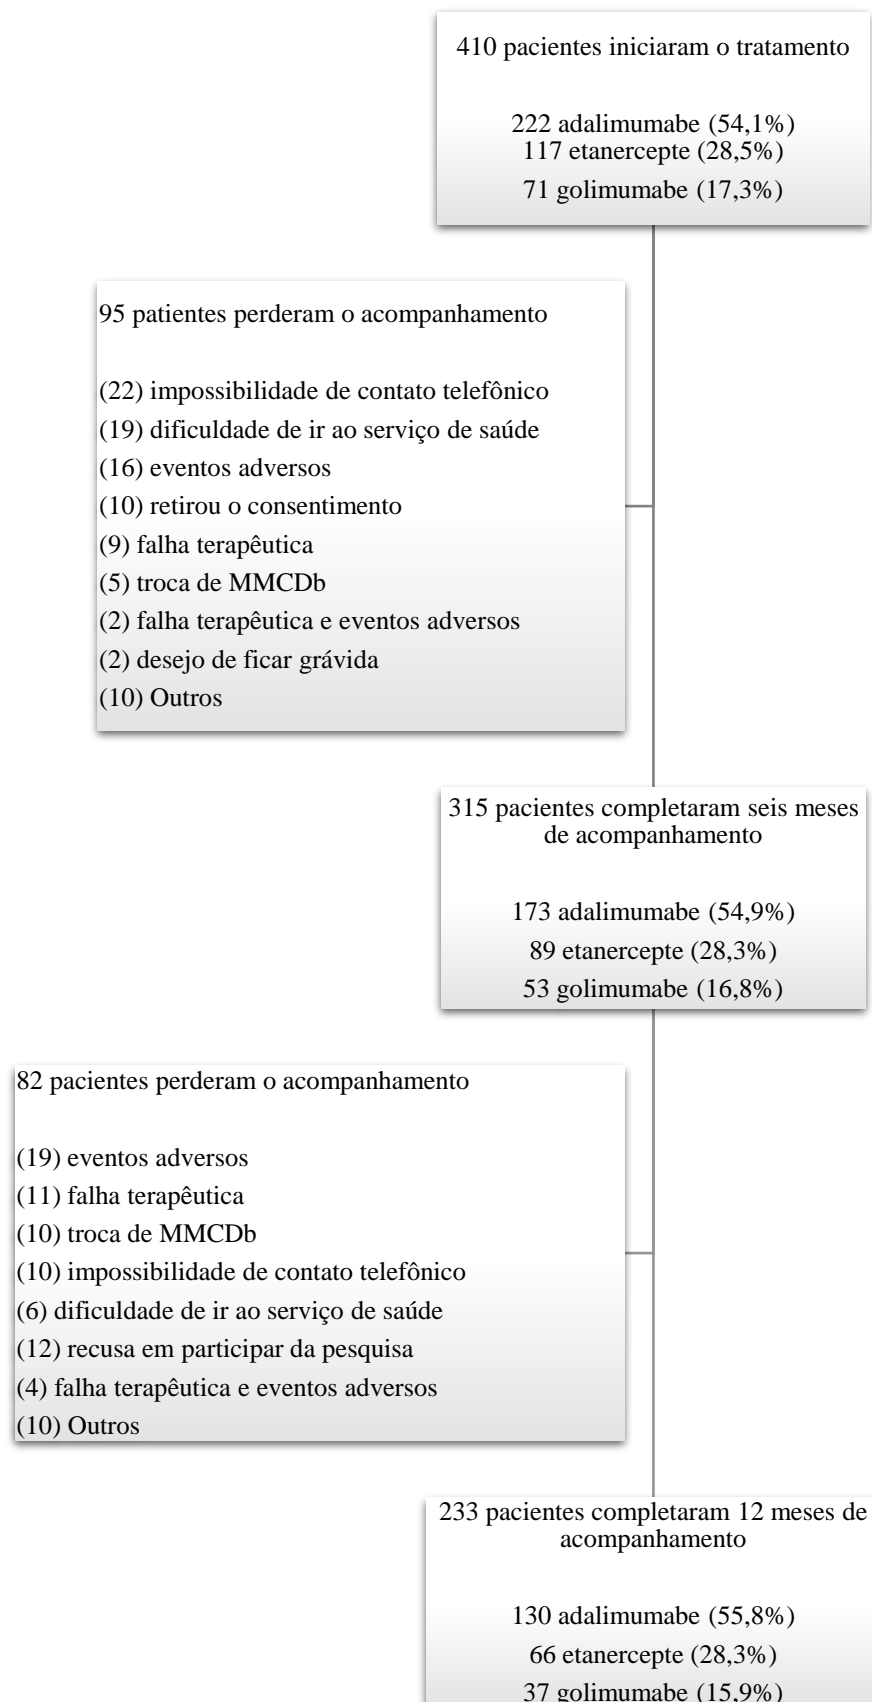 410 pacientes iniciaram o tratamento
222 adalimumabe (54,1%)
117 etanercepte (28,5%)
71 golimumabe (17,3%)
95 patientes perderam o acompanhamento
(22) impossibilidade de contato telefônico
(19) dificuldade de ir ao serviço de saúde
(16) eventos adversos
(10) retirou o consentimento
(9) falha terapêutica
(5) troca de MMCDb
(2) falha terapêutica e eventos adversos
(2) desejo de ficar grávida
(10) Outros
315 pacientes completaram seis meses
de acompanhamento
173 adalimumabe (54,9%)
89 etanercepte (28,3%)
53 golimumabe (16,8%)
82 pacientes perderam o acompanhamento
(19) eventos adversos
(11) falha terapêutica
(10) troca de MMCDb
(10) impossibilidade de contato telefônico
(6) dificuldade de ir ao serviço de saúde
(12) recusa em participar da pesquisa
(4) falha terapêutica e eventos adversos
(10) Outros
233 pacientes completaram 12 meses de
acompanhamento
130 adalimumabe (55,8%)
66 etanercepte (28,3%)
37 golimumabe (15,9%)